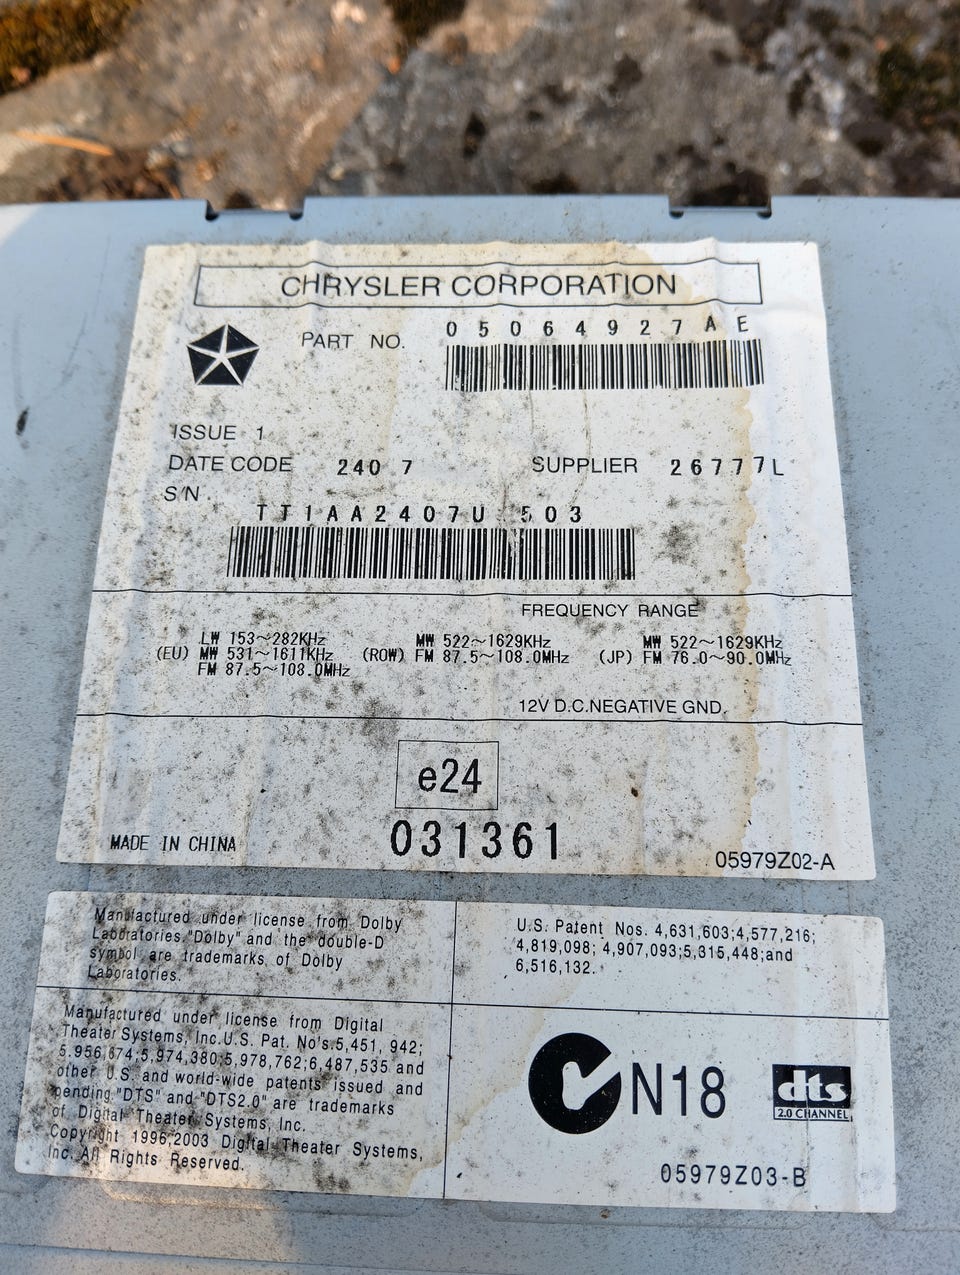 CHRYSLER CORPORATION
PART NO. 05064927AE
ISSUE 1
DATE CODE 240 7 SUPPLIER 26777L
S/N
TT1AA2407U 503
FREQUENCY RANGE
(EU) LW 153~282KHz
MW 531~1611KHz
FM 87.5~108.0MHz
(ROW) MW 522~1629KHz
FM 87.5~108.0MHz
(JP) MW 522~1629KHz
FM 76.0~90.0MHz
12V D.C.NEGATIVE GND.
e24
031361
MADE IN CHINA
05979Z02-A
Manufactured under license from Dolby
Laboratories."Dolby" and the double-D
symbol are trademarks of Dolby
Laboratories.
U.S. Patent Nos. 4,631,603;4,577,216;
4,819,098; 4,907,093;5,315,448;and
6,516,132.
Manufactured under license from Digital
Theater Systems, Inc.U.S. Pat. No's.5,451, 942;
5.956,674;5,974,380;5,978,762;6,487,535 and
other U.S. and world-wide patents issued and
pending."DTS" and "DTS2.0" are trademarks
of Digital Theater Systems, Inc.
Copyright 1996,2003 Digital Theater Systems,
Inc. All Rights Reserved.
N18
dts
2.0 CHANNEL
05979Z03-B